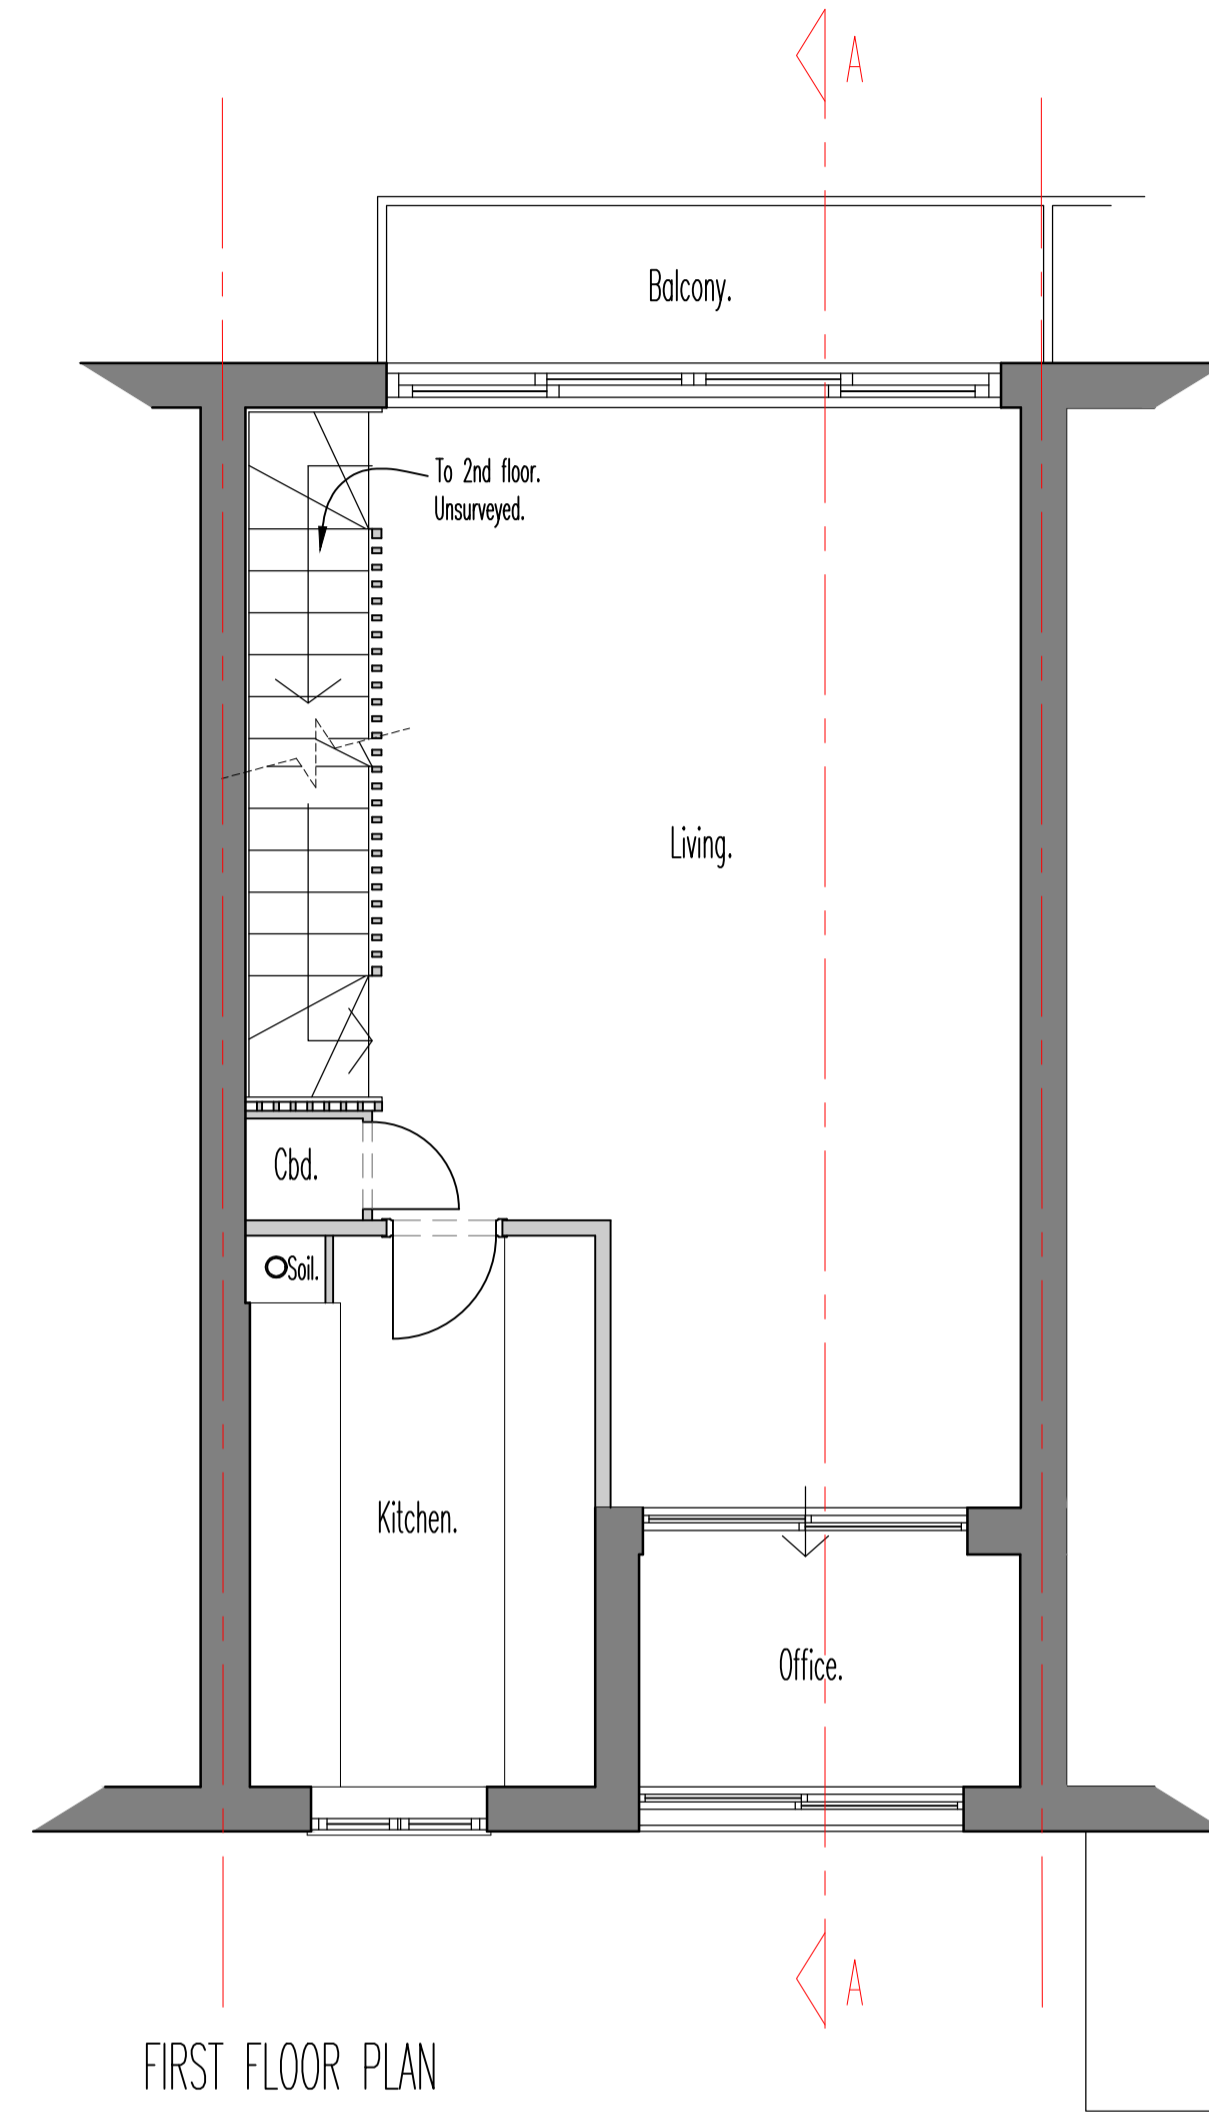 A
Balcony.
To 2nd floor.
Unsurveyed.
Living.
Cbd.
Soil.
Kitchen.
Office.
A
FIRST FLOOR PLAN